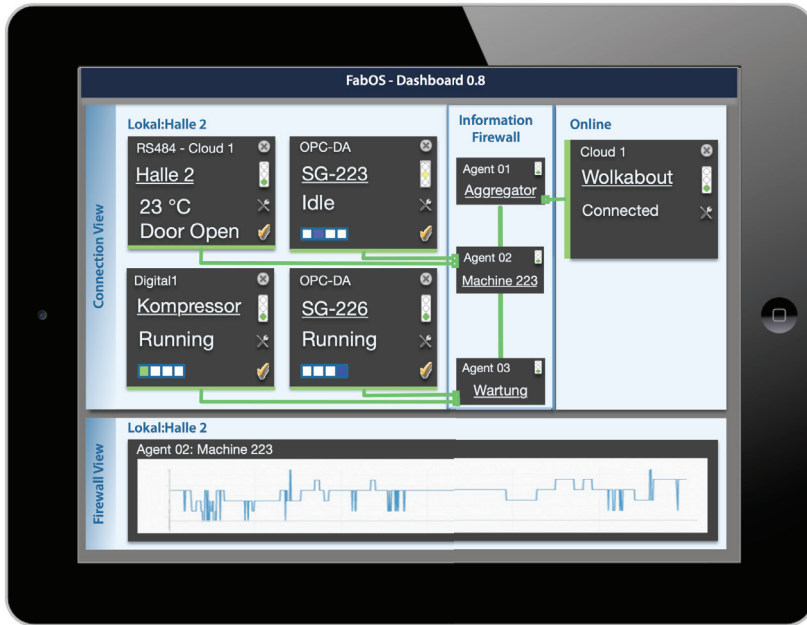 FabOS - Dashboard 0.8
Connection View
Lokal:Halle 2
RS484 - Cloud 1
Halle 2
23 °C
Door Open
OPC-DA
SG-223
Idle
Digital1
Kompressor
Running
OPC-DA
SG-226
Running
Information
Firewall
Agent 01
Aggregator
Agent 02
Machine 223
Agent 03
Wartung
Online
Cloud 1
Wolkabout
Connected
Firewall View
Lokal:Halle 2
Agent 02: Machine 223